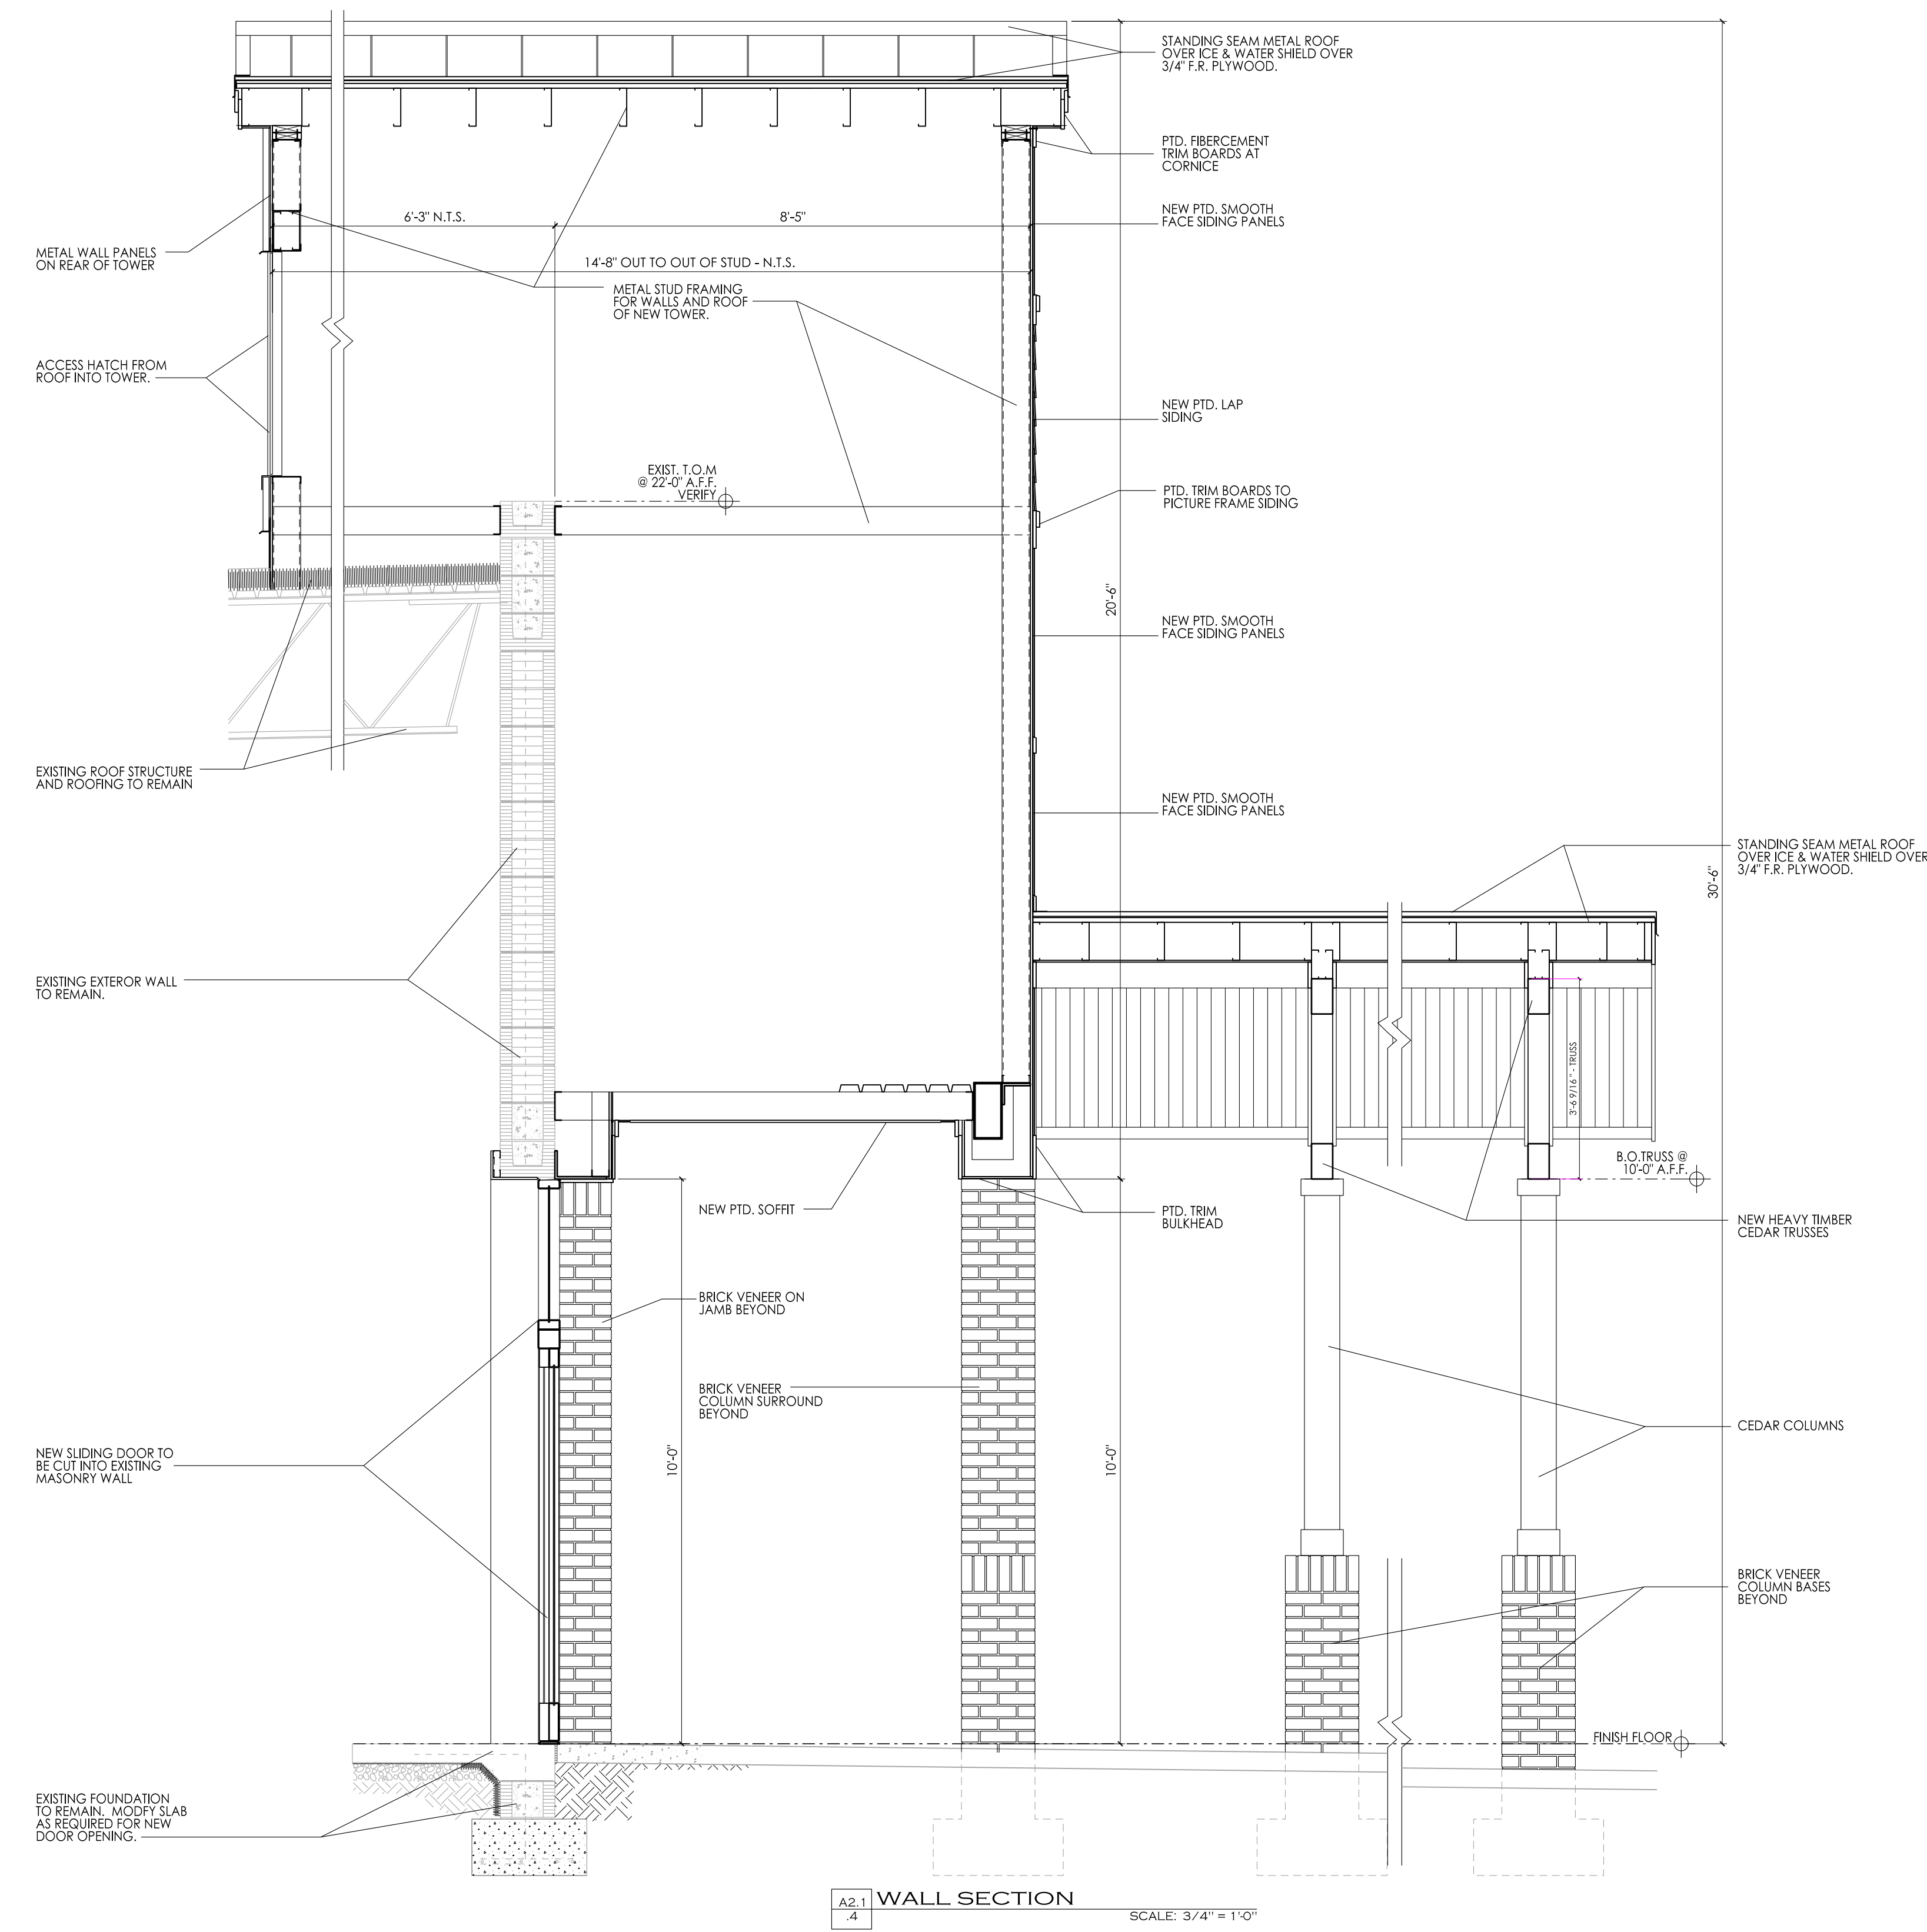 STANDING SEAM METAL ROOF
OVER ICE & WATER SHIELD OVER
3/4" F.R. PLYWOOD.
PTD. FIBERCEMENT
TRIM BOARDS AT
CORNICE
6'-3" N.T.S.
8'-5"
NEW PTD. SMOOTH
FACE SIDING PANELS
METAL WALL PANELS
ON REAR OF TOWER
14'-8" OUT TO OUT OF STUD - N.T.S.
METAL STUD FRAMING
FOR WALLS AND ROOF
OF NEW TOWER.
ACCESS HATCH FROM
ROOF INTO TOWER.
NEW PTD. LAP
SIDING
EXIST. T.O.M
@ 22'-0" A.F.F.
VERIFY
PTD. TRIM BOARDS TO
PICTURE FRAME SIDING
20'-6"
NEW PTD. SMOOTH
FACE SIDING PANELS
EXISTING ROOF STRUCTURE
AND ROOFING TO REMAIN
NEW PTD. SMOOTH
FACE SIDING PANELS
STANDING SEAM METAL ROOF
OVER ICE & WATER SHIELD OVER
3/4" F.R. PLYWOOD.
30'-6"
EXISTING EXTEROR WALL
TO REMAIN.
3'-6 9/16 " - TRUSS
B.O.TRUSS @
10'-0" A.F.F.
NEW PTD. SOFFIT
PTD. TRIM
BULKHEAD
NEW HEAVY TIMBER
CEDAR TRUSSES
BRICK VENEER ON
JAMB BEYOND
BRICK VENEER
COLUMN SURROUND
BEYOND
CEDAR COLUMNS
NEW SLIDING DOOR TO
BE CUT INTO EXISTING
MASONRY WALL
10'-0"
10'-0"
BRICK VENEER
COLUMN BASES
BEYOND
FINISH FLOOR
EXISTING FOUNDATION
TO REMAIN. MODFY SLAB
AS REQUIRED FOR NEW
DOOR OPENING.
A2.1
.4
WALL SECTION
SCALE: 3/4" = 1'-0"